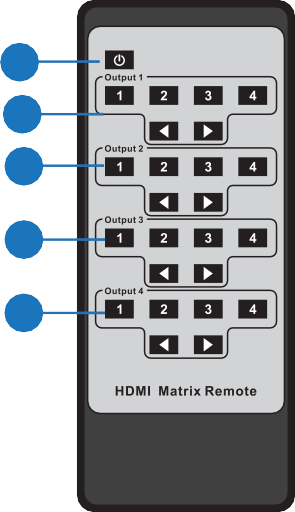 Output 1
1 2 3 4
Output 2
1 2 3 4
Output 3
1 2 3 4
Output 4
1 2 3 4
HDMI Matrix Remote